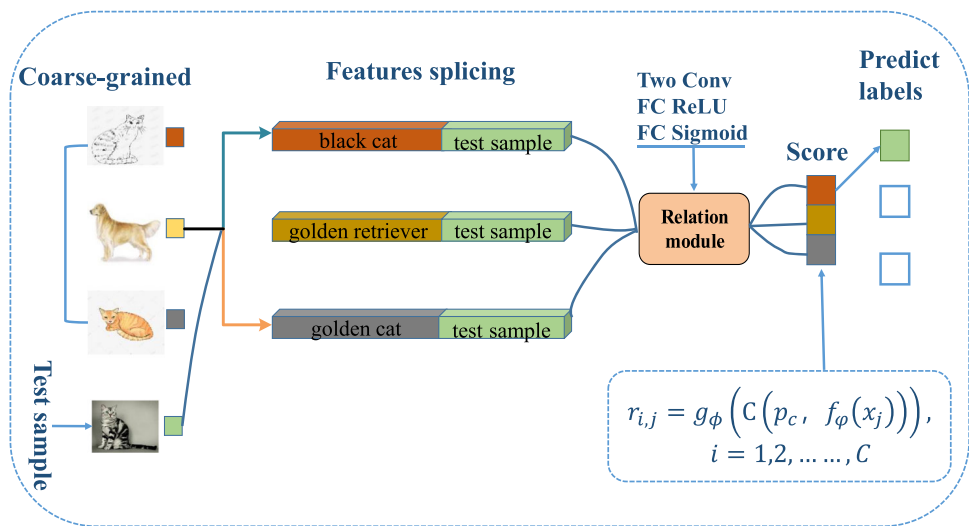 Coarse-grained
Features splicing
Two Conv
FC ReLU
FC Sigmoid
Predict
labels
Score
black cat
test sample
golden retriever
test sample
golden cat
test sample
Relation
module
Test sample
r_{i,j} = g_ϕ(C(p_c, f_φ(x_j))),
i = 1,2, … … , C